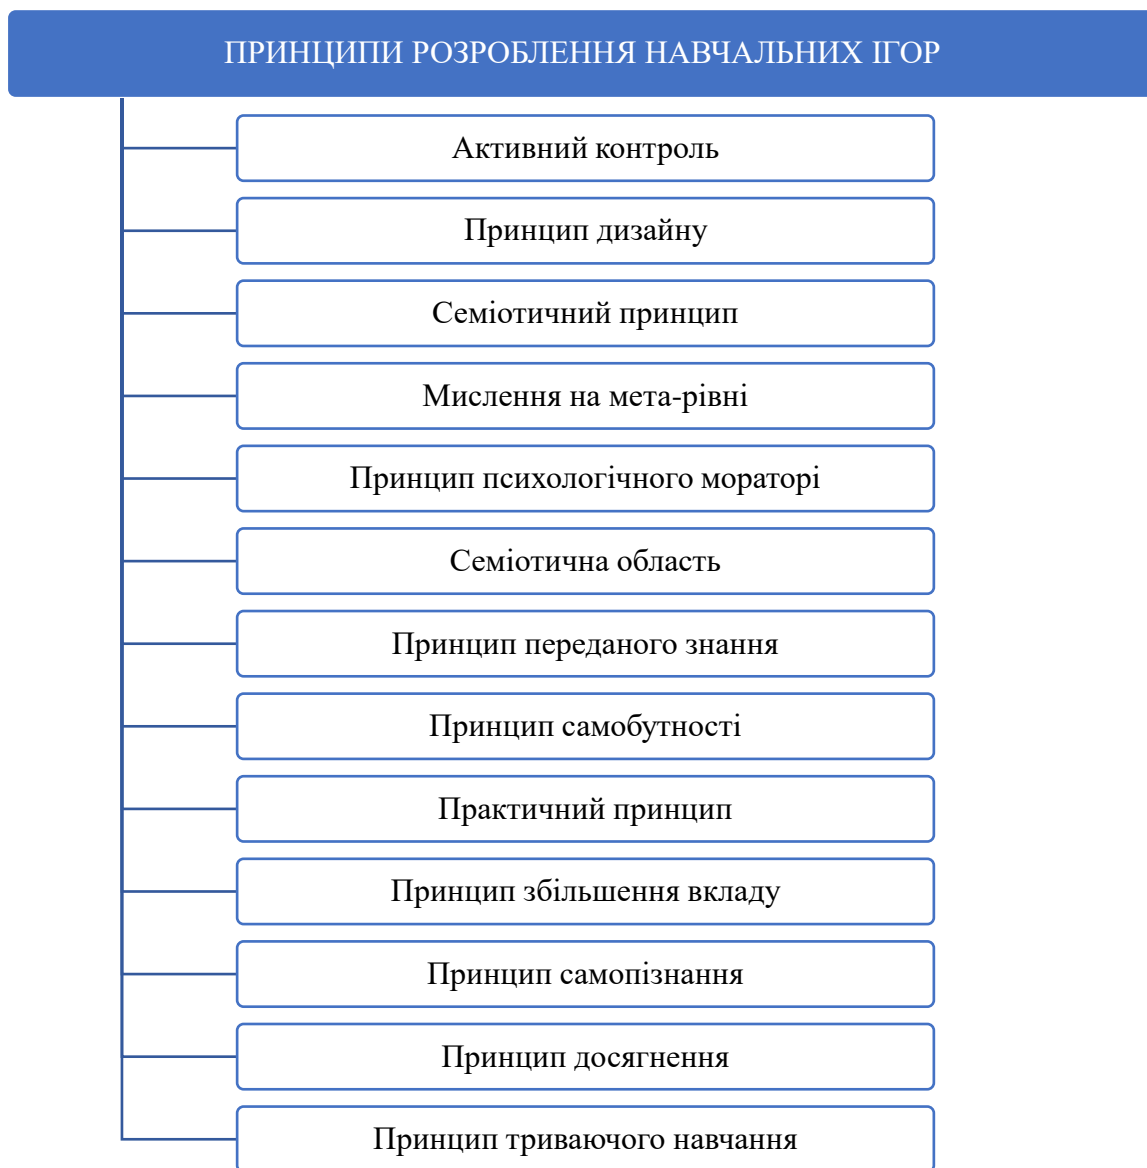 ПРИНЦИПИ РОЗРОБЛЕННЯ НАВЧАЛЬНИХ ІГОР
Активний контроль
Принцип дизайну
Семіотичний принцип
Мислення на мета-рівні
Принцип психологічного мораторі
Семіотична область
Принцип переданого знання
Принцип самобутності
Практичний принцип
Принцип збільшення вкладу
Принцип самопізнання
Принцип досягнення
Принцип триваючого навчання